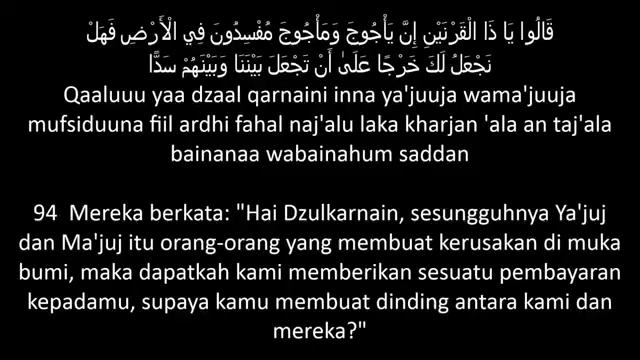 قَالُوا يَا ذَا الْقَرْنَيْنِ إِنَّ يَأْجُوجَ وَمَأْجُوجَ مُفْسِدُونَ فِي الْأَرْضِ فَهَلْ
نَجْعَلُ لَكَ خَرْجًا عَلَىٰ أَنْ تَجْعَلَ بَيْنَنَا وَبَيْنَهُمْ سَدًّا
Qaaluuu yaa dzaal qarnaini inna ya'juuja wama'juuja
mufsiduuna fiil ardhi fahal naj'alu laka kharjan 'ala an taj'ala
bainanaa wabainahum saddan
94 Mereka berkata: "Hai Dzulkarnain, sesungguhnya Ya'juj
dan Ma'juj itu orang-orang yang membuat kerusakan di muka
bumi, maka dapatkah kami memberikan sesuatu pembayaran
kepadamu, supaya kamu membuat dinding antara kami dan
mereka?"